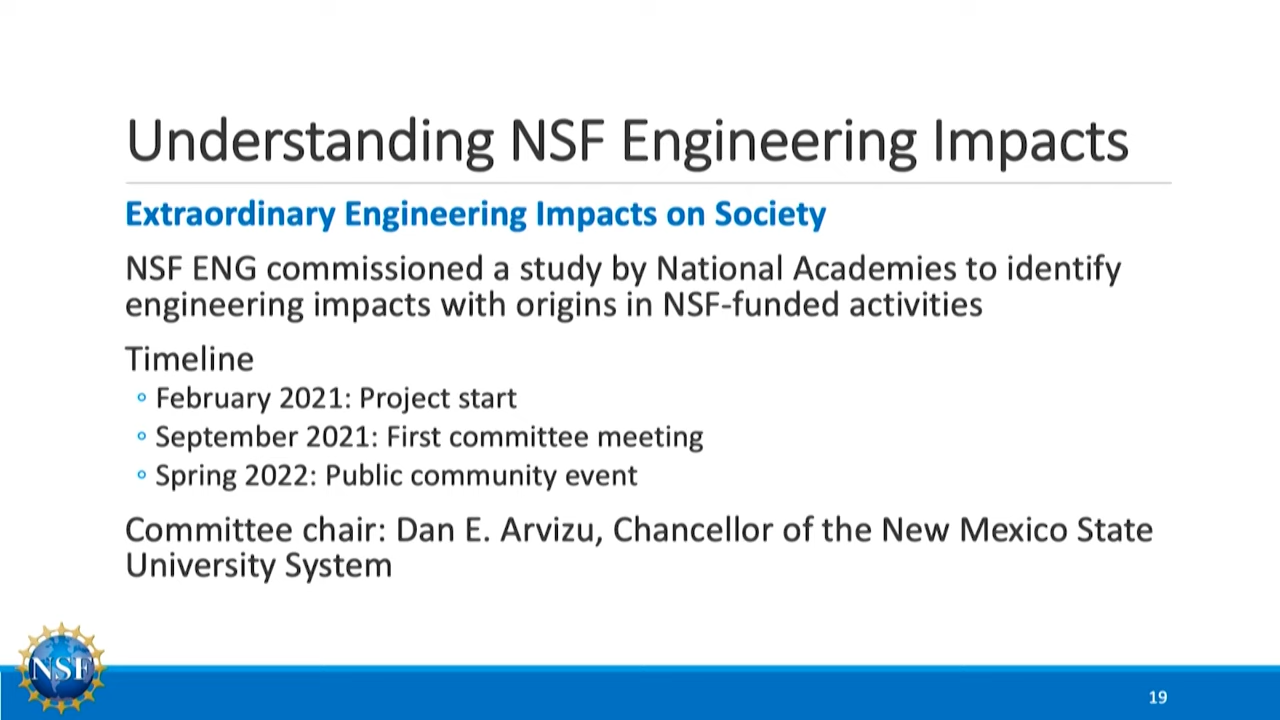 Understanding NSF Engineering Impacts
Extraordinary Engineering Impacts on Society
NSF ENG commissioned a study by National Academies to identify
engineering impacts with origins in NSF-funded activities
Timeline
◦ February 2021: Project start
◦ September 2021: First committee meeting
◦ Spring 2022: Public community event
Committee chair: Dan E. Arvizu, Chancellor of the New Mexico State
University System
NSF
19